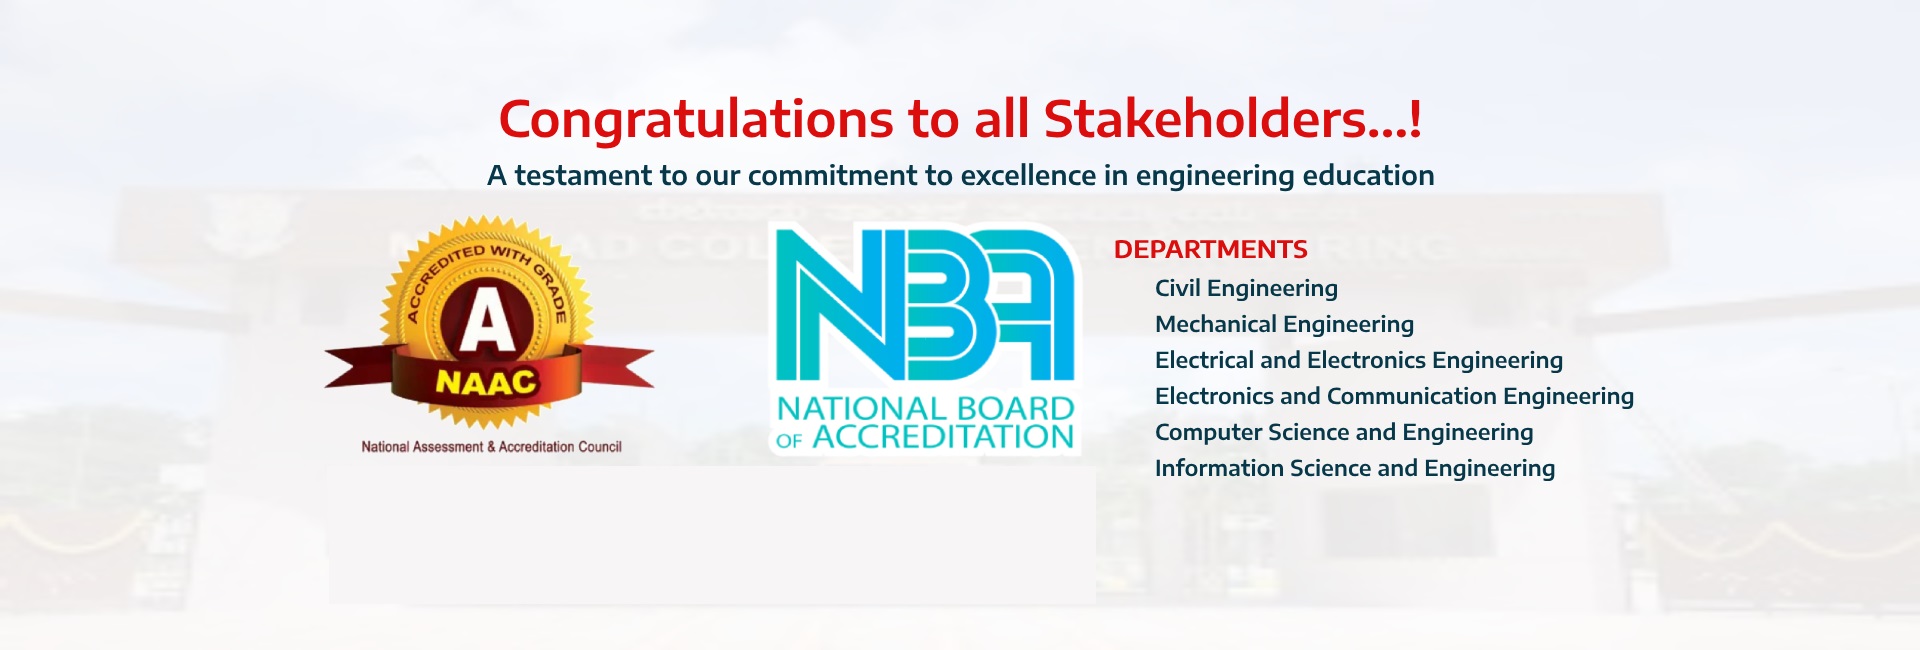 Congratulations to all Stakeholders...!
A testament to our commitment to excellence in engineering education
ACCREDITED WITH GRADE
A
NAAC
National Assessment & Accreditation Council
NBA
NATIONAL BOARD
OF ACCREDITATION
DEPARTMENTS
Civil Engineering
Mechanical Engineering
Electrical and Electronics Engineering
Electronics and Communication Engineering
Computer Science and Engineering
Information Science and Engineering